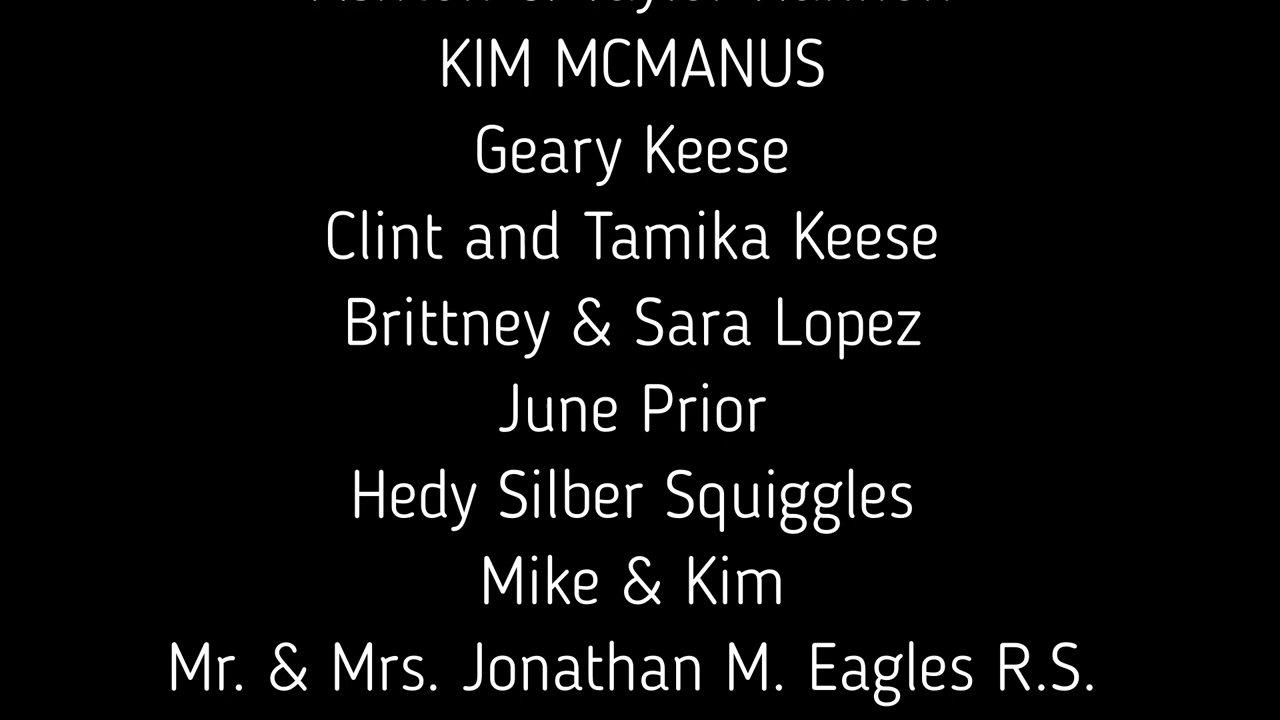 KIM MCMANUS
Geary Keese
Clint and Tamika Keese
Brittney & Sara Lopez
June Prior
Hedy Silber Squiggles
Mike & Kim
Mr. & Mrs. Jonathan M. Eagles R.S.